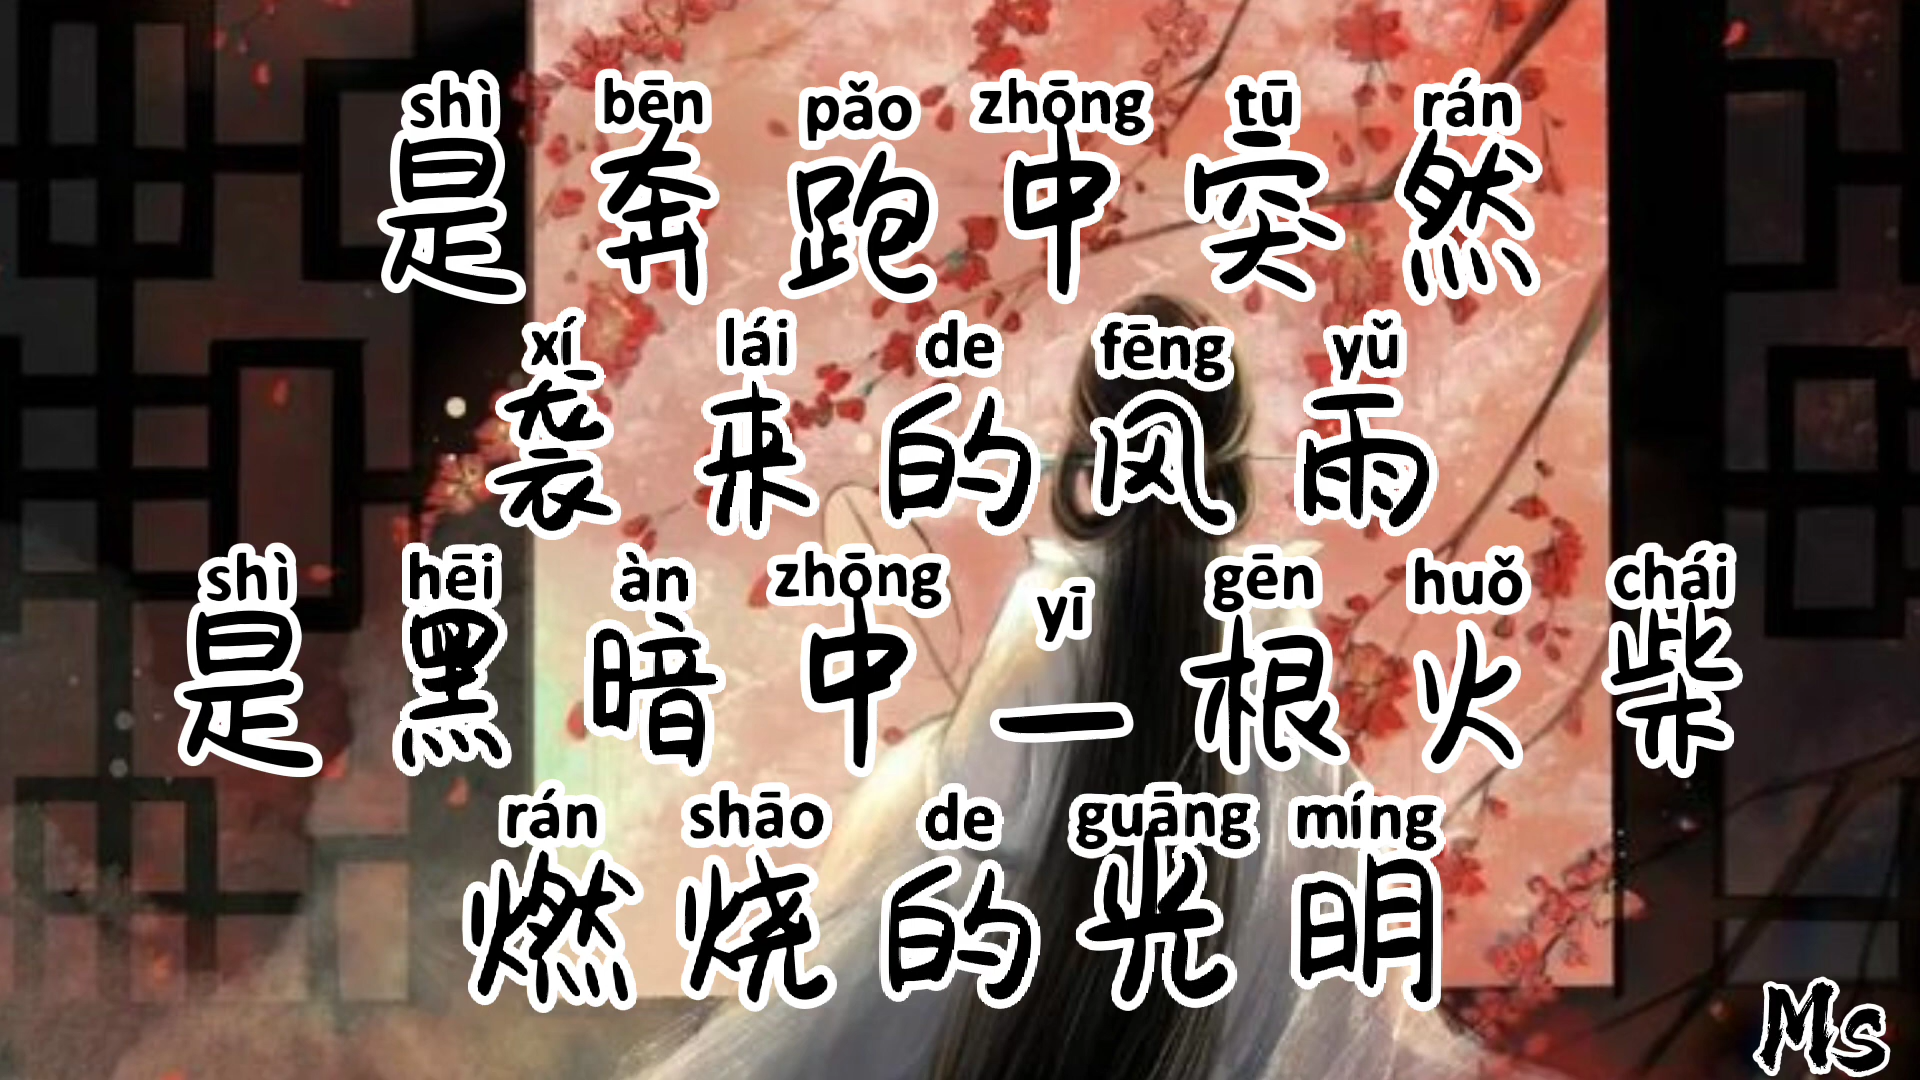 shì bēn pǎo zhōng tū rán
是奔跑中突然
xí lái de fēng yǔ
袭来的风雨
shì hēi àn zhōng yī gēn huǒ chái
是黑暗中一根火柴
rán shāo de guāng míng
燃烧的光明
Ms